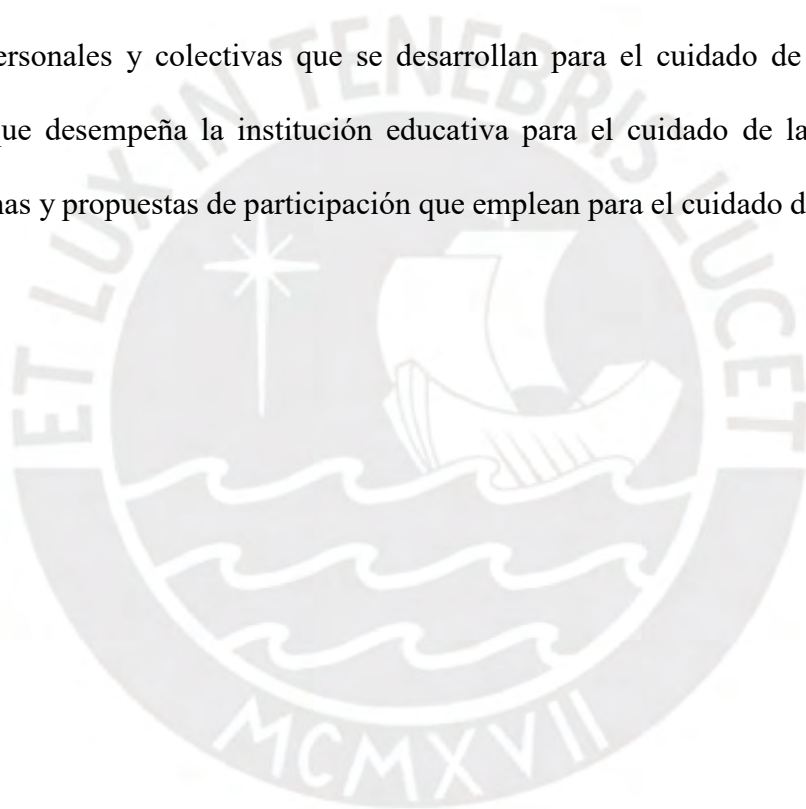 ersonales y colectivas que se desarrollan para el cuidado de
que desempeña la institución educativa para el cuidado de la
nas y propuestas de participación que emplean para el cuidado d
ET LUX IN TENEBRIS LUCET
MCMXVII